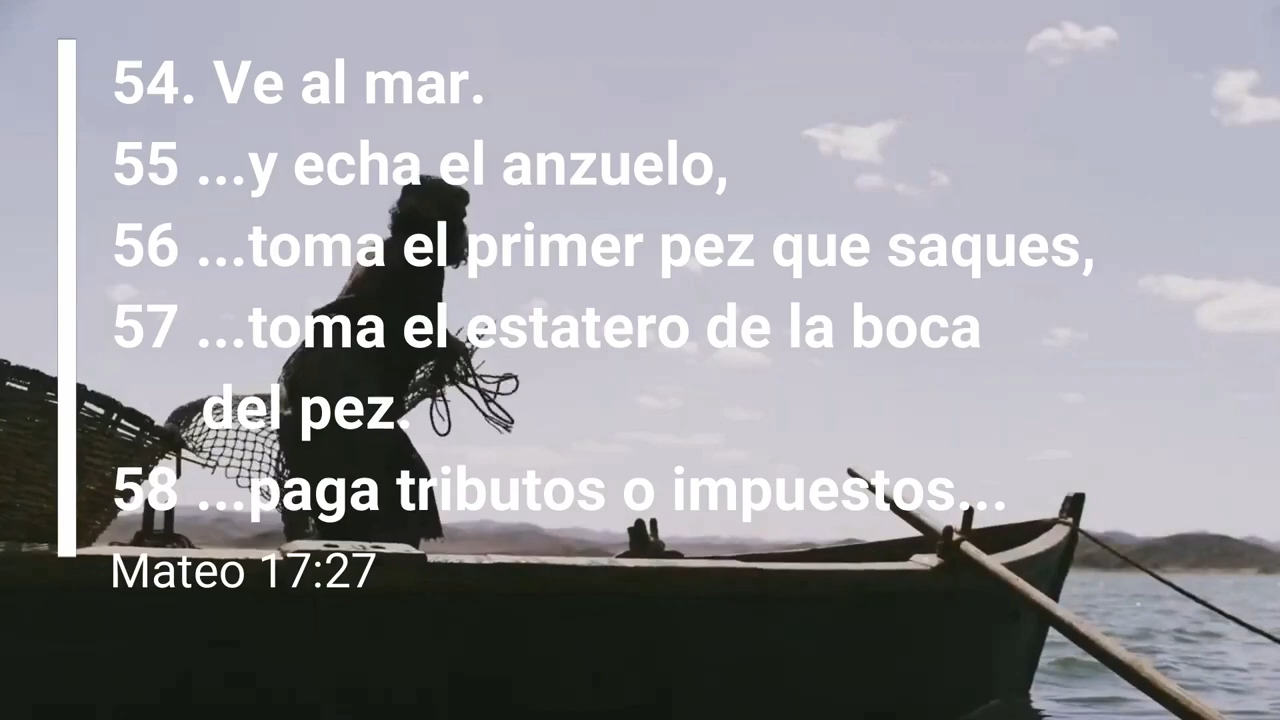 54. Ve al mar.
55 ...y echa el anzuelo,
56 ...toma el primer pez que saques,
57 ...toma el estatero de la boca
del pez.
58 ...paga tributos o impuestos...
Mateo 17:27